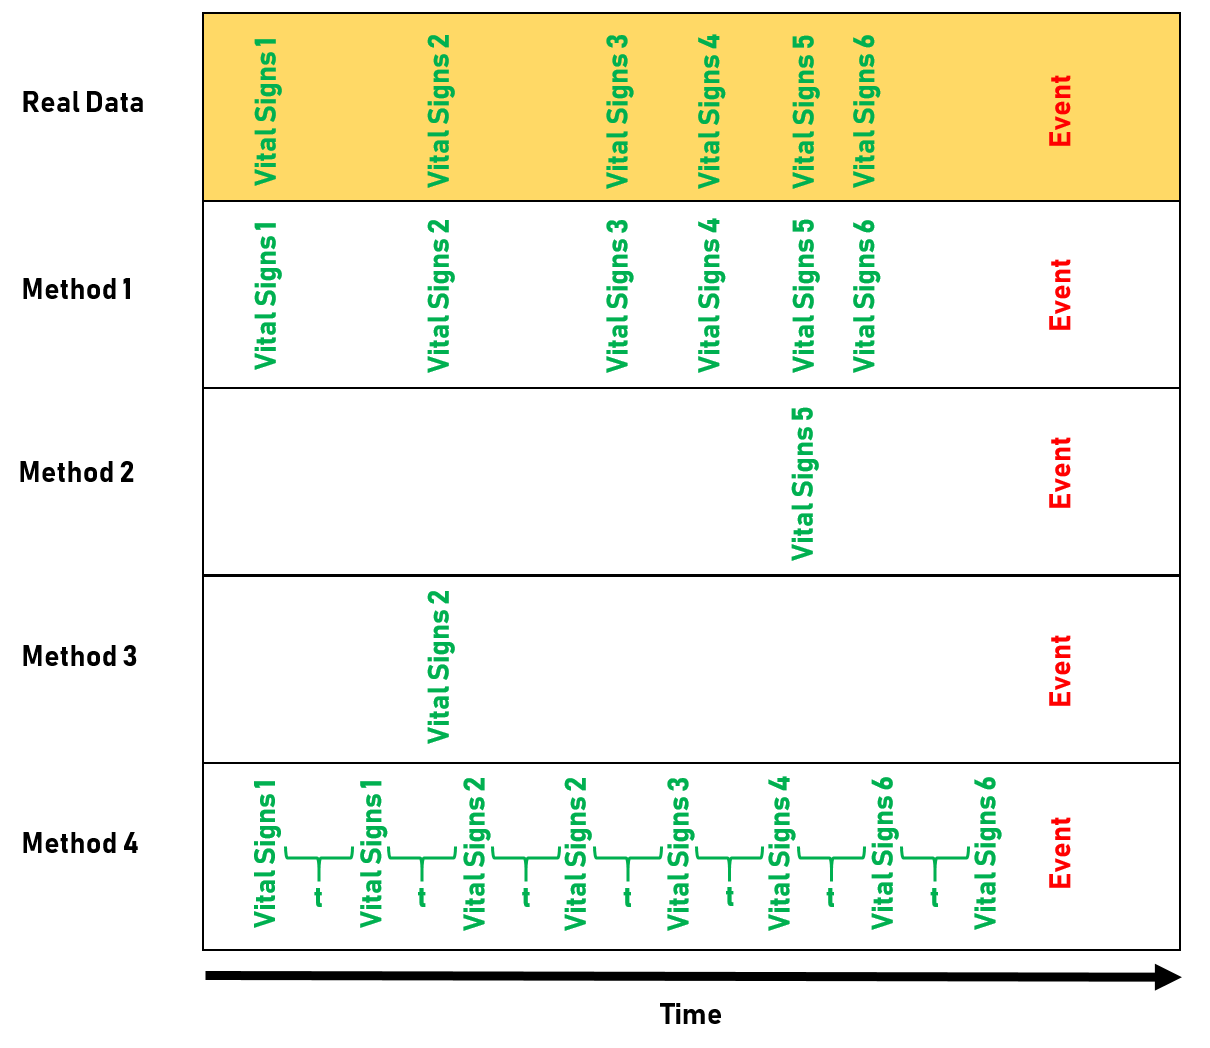 Real Data
Vital Signs 1
Vital Signs 2
Vital Signs 3
Vital Signs 4
Vital Signs 5
Vital Signs 6
Event
Method 1
Vital Signs 1
Vital Signs 2
Vital Signs 3
Vital Signs 4
Vital Signs 5
Vital Signs 6
Event
Method 2
Vital Signs 5
Event
Method 3
Vital Signs 2
Event
Method 4
Vital Signs 1
t
Vital Signs 1
t
Vital Signs 2
t
Vital Signs 2
t
Vital Signs 3
t
Vital Signs 4
t
Vital Signs 6
t
Vital Signs 6
Event
Time